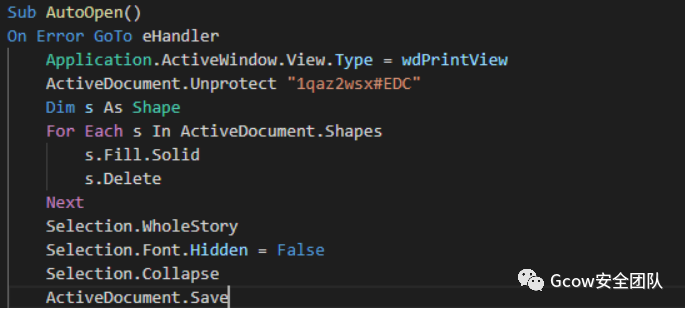 Sub AutoOpen()
On Error GoTo eHandler
    Application.ActiveWindow.View.Type = wdPrintView
    ActiveDocument.Unprotect "1qaz2wsx#EDC"
    Dim s As Shape
    For Each s In ActiveDocument.Shapes
        s.Fill.Solid
        s.Delete
    Next
    Selection.WholeStory
    Selection.Font.Hidden = False
    Selection.Collapse
    ActiveDocument.Save
Gcow安全团队